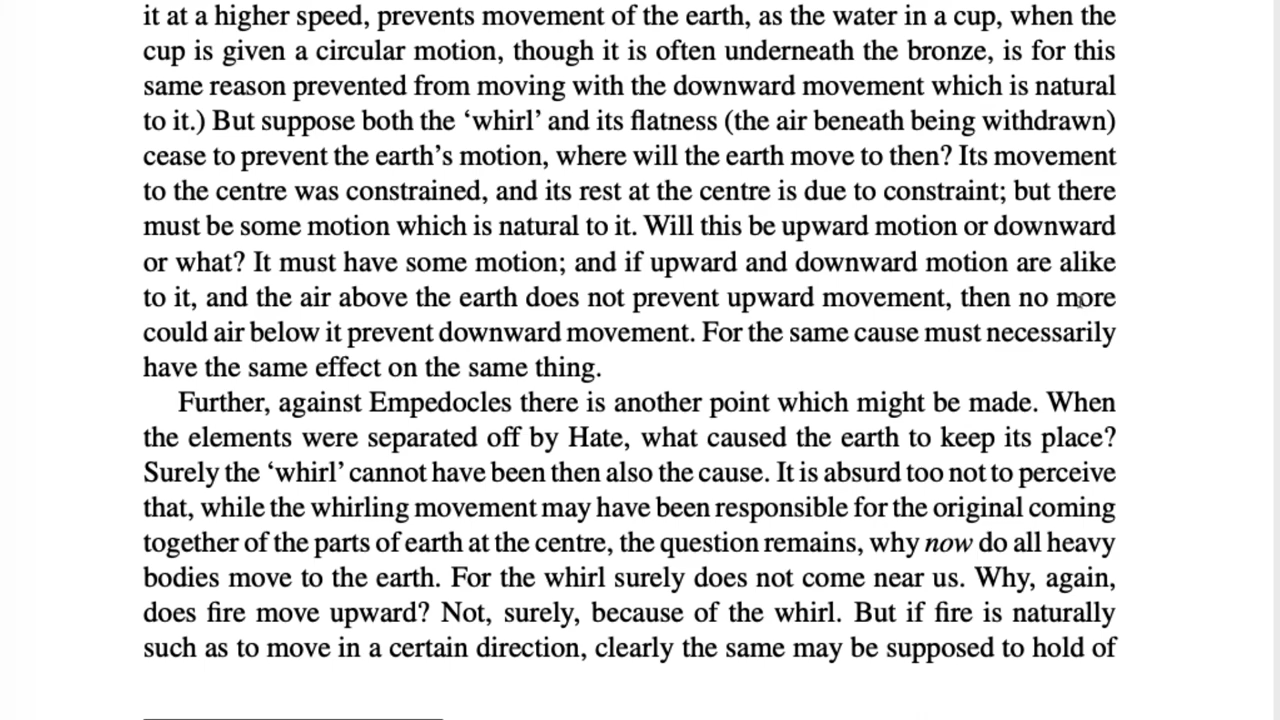 it at a higher speed, prevents movement of the earth, as the water in a cup, when the
cup is given a circular motion, though it is often underneath the bronze, is for this
same reason prevented from moving with the downward movement which is natural
to it.) But suppose both the ‘whirl’ and its flatness (the air beneath being withdrawn)
cease to prevent the earth’s motion, where will the earth move to then? Its movement
to the centre was constrained, and its rest at the centre is due to constraint; but there
must be some motion which is natural to it. Will this be upward motion or downward
or what? It must have some motion; and if upward and downward motion are alike
to it, and the air above the earth does not prevent upward movement, then no more
could air below it prevent downward movement. For the same cause must necessarily
have the same effect on the same thing.
Further, against Empedocles there is another point which might be made. When
the elements were separated off by Hate, what caused the earth to keep its place?
Surely the ‘whirl’ cannot have been then also the cause. It is absurd too not to perceive
that, while the whirling movement may have been responsible for the original coming
together of the parts of earth at the centre, the question remains, why now do all heavy
bodies move to the earth. For the whirl surely does not come near us. Why, again,
does fire move upward? Not, surely, because of the whirl. But if fire is naturally
such as to move in a certain direction, clearly the same may be supposed to hold of